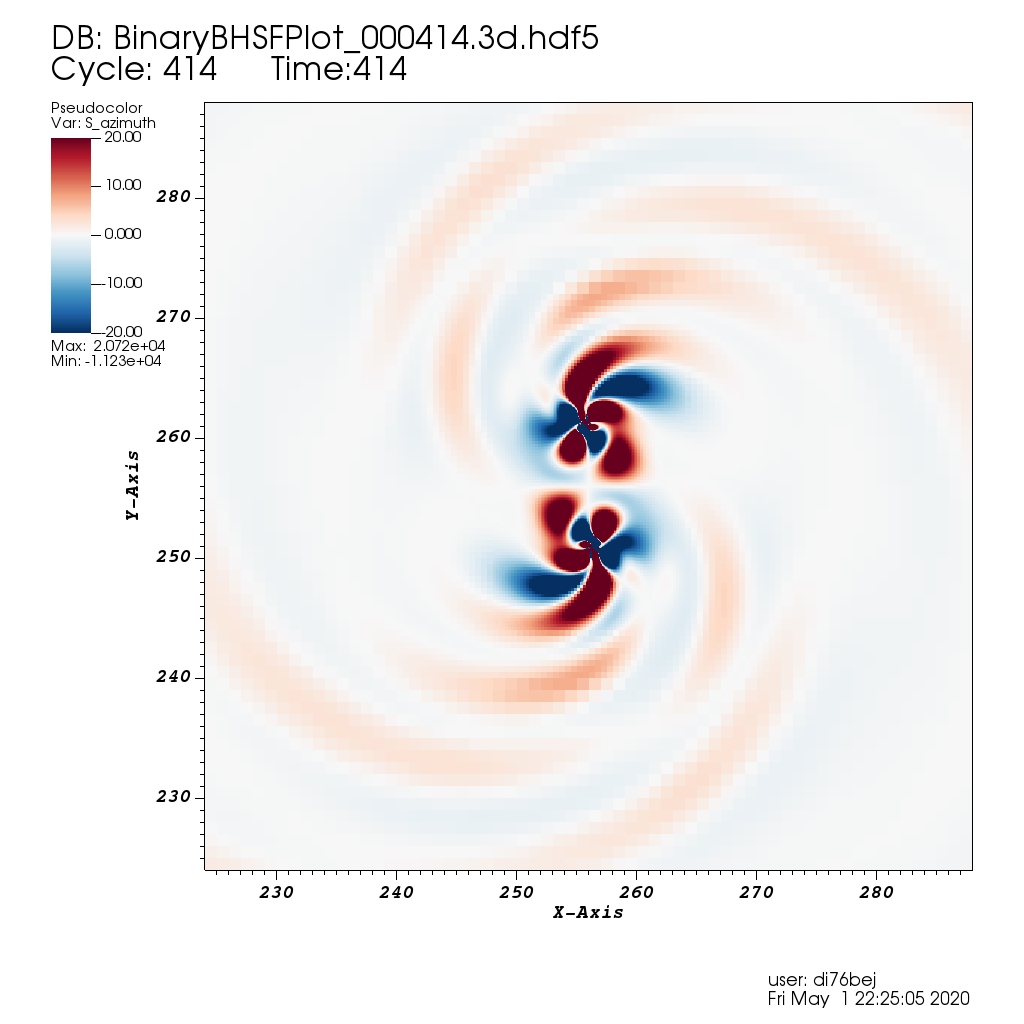 DB: BinaryBHSFPlot_000414.3d.hdf5
Cycle: 414 Time:414
Pseudocolor
Var: S_azimuth
20.00
10.00
0.000
-10.00
-20.00
Max: 2.072e+04
Min: -1.123e+04
280
270
260
250
240
230
Y-Axis
230 240 250 260 270 280
X-Axis
user: di76bej
Fri May 1 22:25:05 2020